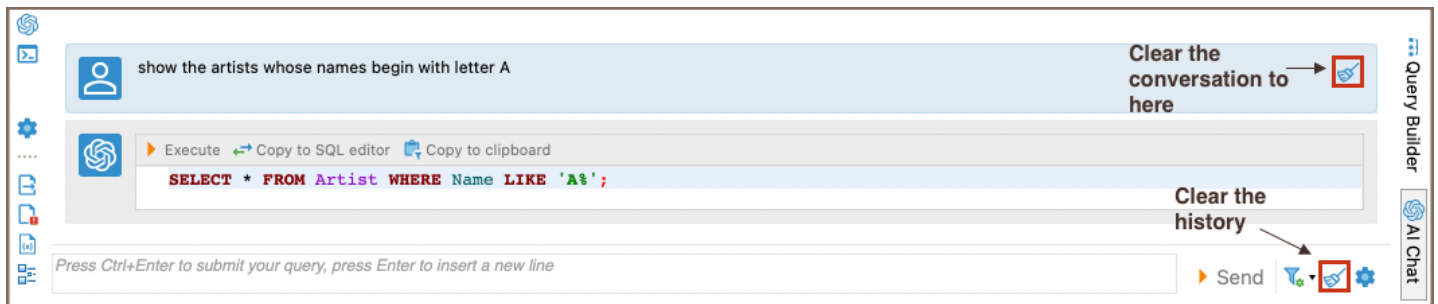 show the artists whose names begin with letter A
Clear the
conversation to
here
Execute Copy to SQL editor Copy to clipboard
SELECT * FROM Artist WHERE Name LIKE 'A%';
Clear the
history
Press Ctrl+Enter to submit your query, press Enter to insert a new line
Send
Query Builder
AI Chat